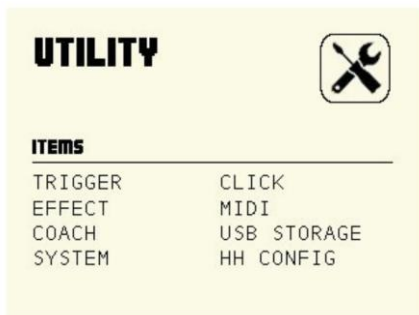 UTILITY
ITEMS
TRIGGER CLICK
EFFECT MIDI
COACH USB STORAGE
SYSTEM HH CONFIG